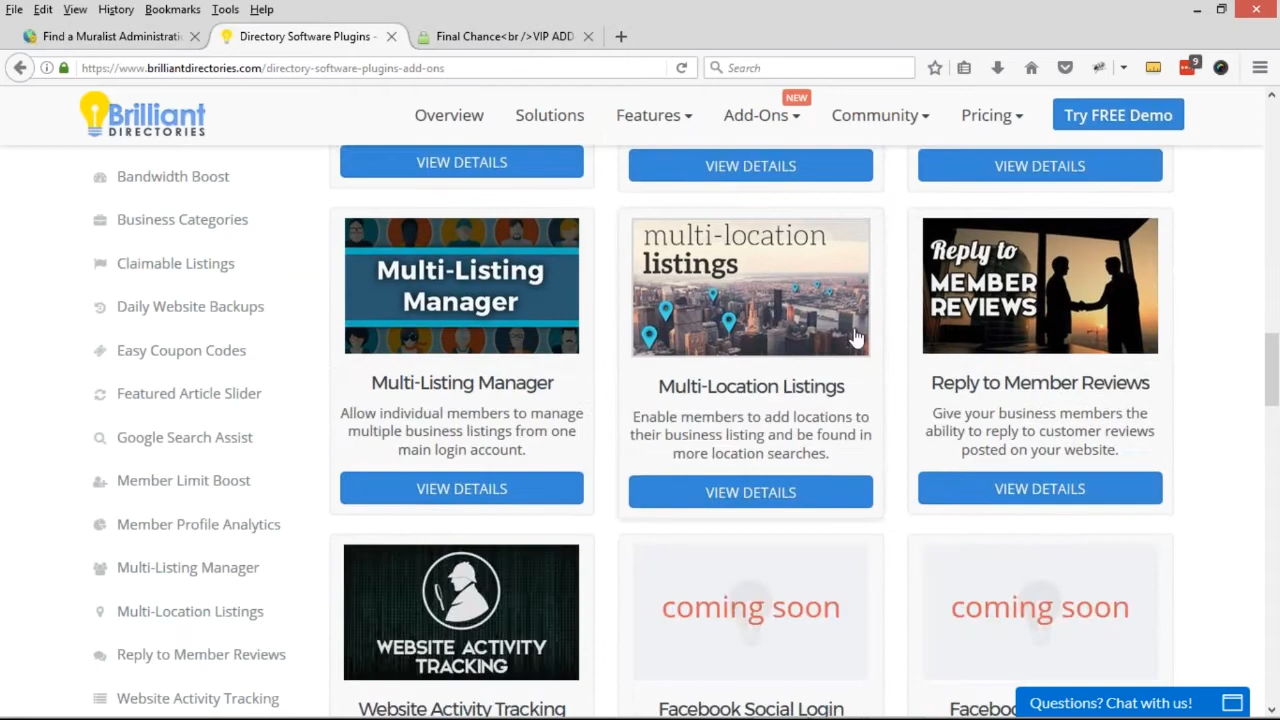 File Edit View History Bookmarks Tools Help
Find a Muralist Administrati
Directory Software Plugins -
Final Chance<br />VIP ADD
https://www.brilliantdirectories.com/directory-software-plugins-add-ons
Search
9
Brilliant
DIRECTORIES
Overview
Solutions
Features
Add-Ons
NEW
Community
Pricing
Try FREE Demo
Bandwidth Boost
Business Categories
Claimable Listings
Daily Website Backups
Easy Coupon Codes
Featured Article Slider
Google Search Assist
Member Limit Boost
Member Profile Analytics
Multi-Listing Manager
Multi-Location Listings
Reply to Member Reviews
Website Activity Tracking
VIEW DETAILS
VIEW DETAILS
VIEW DETAILS
Multi-Listing
Manager
Multi-Listing Manager
Allow individual members to manage
multiple business listings from one
main login account.
VIEW DETAILS
multi-location
listings
Multi-Location Listings
Enable members to add locations to
their business listing and be found in
more location searches.
VIEW DETAILS
Reply to
MEMBER
REVIEWS
Reply to Member Reviews
Give your business members the
ability to reply to customer reviews
posted on your website.
VIEW DETAILS
WEBSITE ACTIVITY
TRACKING
Website Activity Tracking
coming soon
Facebook Social Login
coming soon
Faceb
Questions? Chat with us!